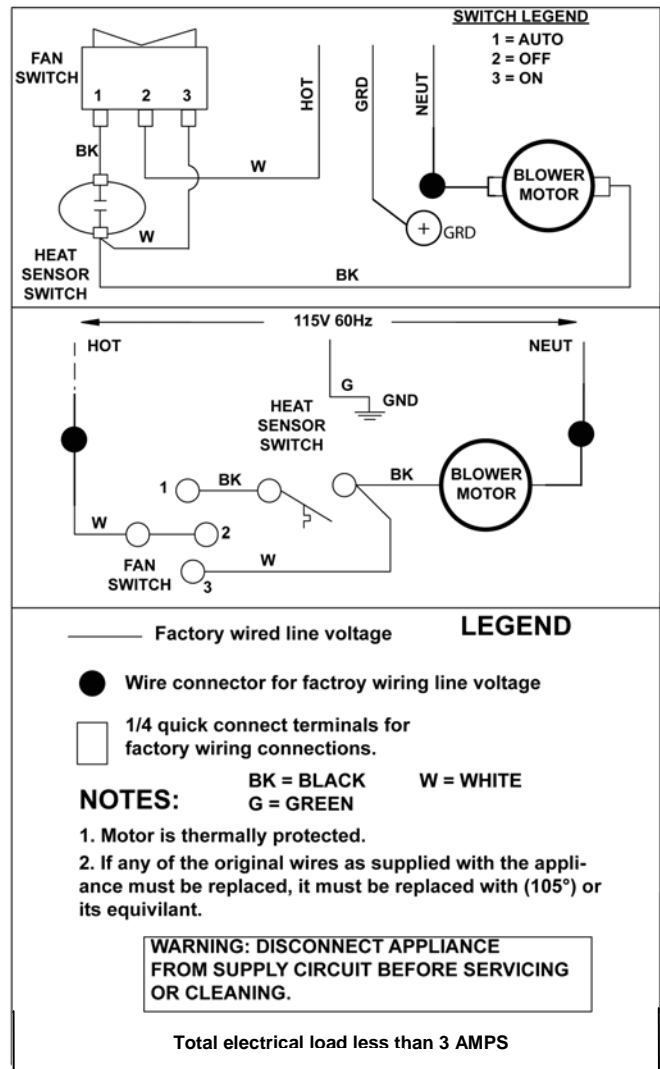 SWITCH LEGEND
1 = AUTO
2 = OFF
3 = ON
FAN
SWITCH
1 2 3
HOT
GRD
NEUT
BK
W
W
BLOWER
MOTOR
GRD
HEAT
SENSOR
SWITCH
BK
115V 60Hz
HOT
NEUT
G
GND
HEAT
SENSOR
SWITCH
1
BK
BK
BLOWER
MOTOR
W
2
FAN
SWITCH
W
3
LEGEND
Factory wired line voltage
Wire connector for factroy wiring line voltage
1/4 quick connect terminals for
factory wiring connections.
BK = BLACK W = WHITE
NOTES: G = GREEN
1. Motor is thermally protected.
2. If any of the original wires as supplied with the appli-
ance must be replaced, it must be replaced with (105°) or
its equivilant.
WARNING: DISCONNECT APPLIANCE
FROM SUPPLY CIRCUIT BEFORE SERVICING
OR CLEANING.
Total electrical load less than 3 AMPS